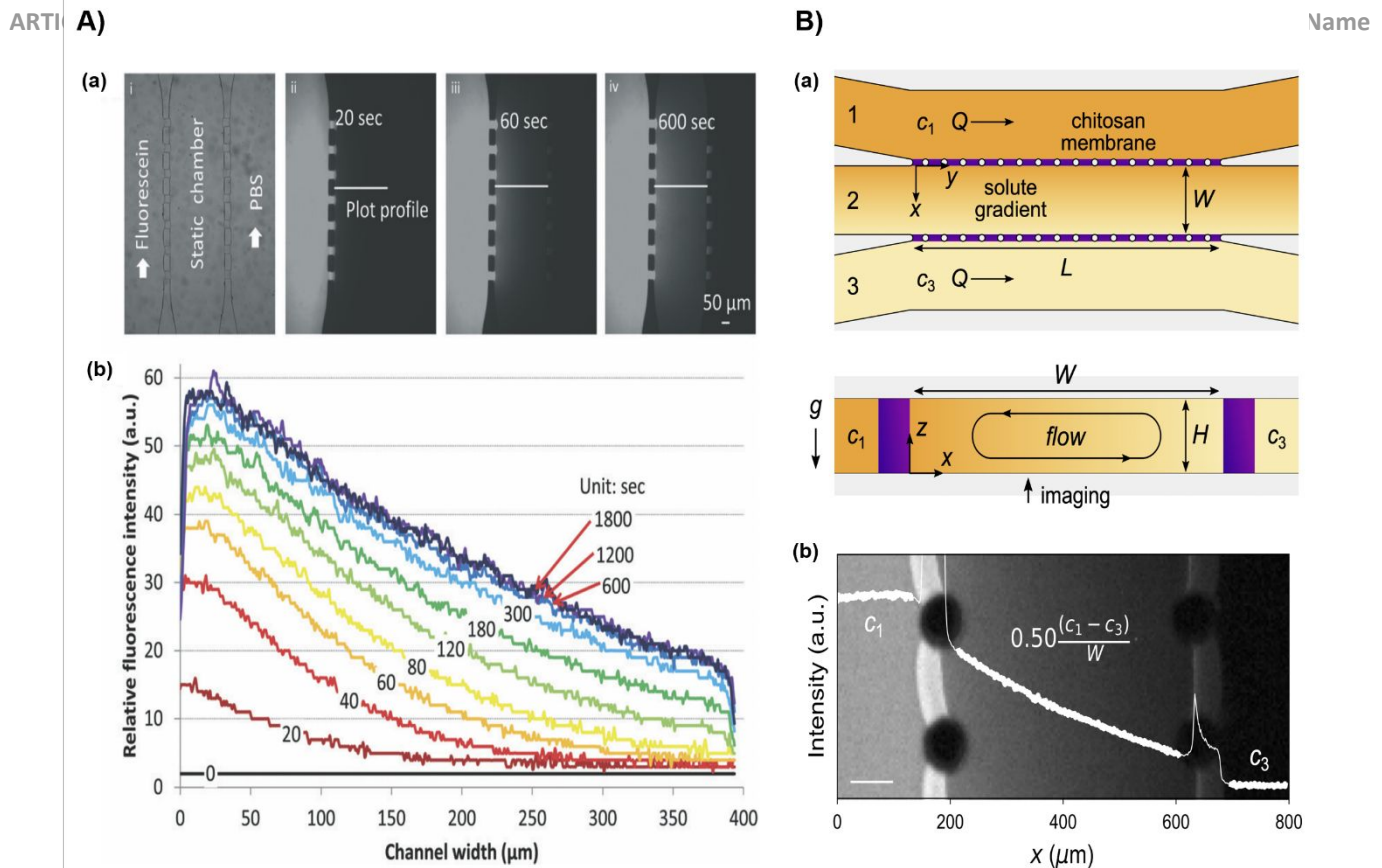 ARTI
Name
A)
(a)
i
Fluorescein
Static chamber
PBS
ii
20 sec
Plot profile
iii
60 sec
iv
600 sec
50 μm
(b)
Relative fluorescence intensity (a.u.)
60
50
40
30
20
10
0
Unit: sec
1800
1200
600
300
180
120
80
60
40
20
0
0 50 100 150 200 250 300 350 400
Channel width (μm)
B)
(a)
1
c1 Q
chitosan
membrane
y
2
x
solute
gradient
W
L
3
c3 Q
W
g
c1
z
x
flow
H
c3
imaging
(b)
Intensity (a.u.)
c1
0.50 (c1 − c3)
W
c3
0 200 400 600 800
x (μm)